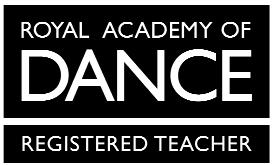 ROYAL ACADEMY OF
DANCE
REGISTERED TEACHER